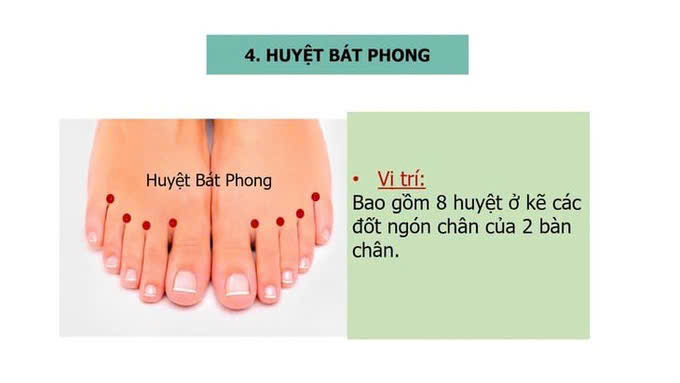 4. HUYỆT BÁT PHONG
Huyệt Bát Phong
• Vị trí:
Bao gồm 8 huyệt ở kẽ các
đốt ngón chân của 2 bàn
chân.